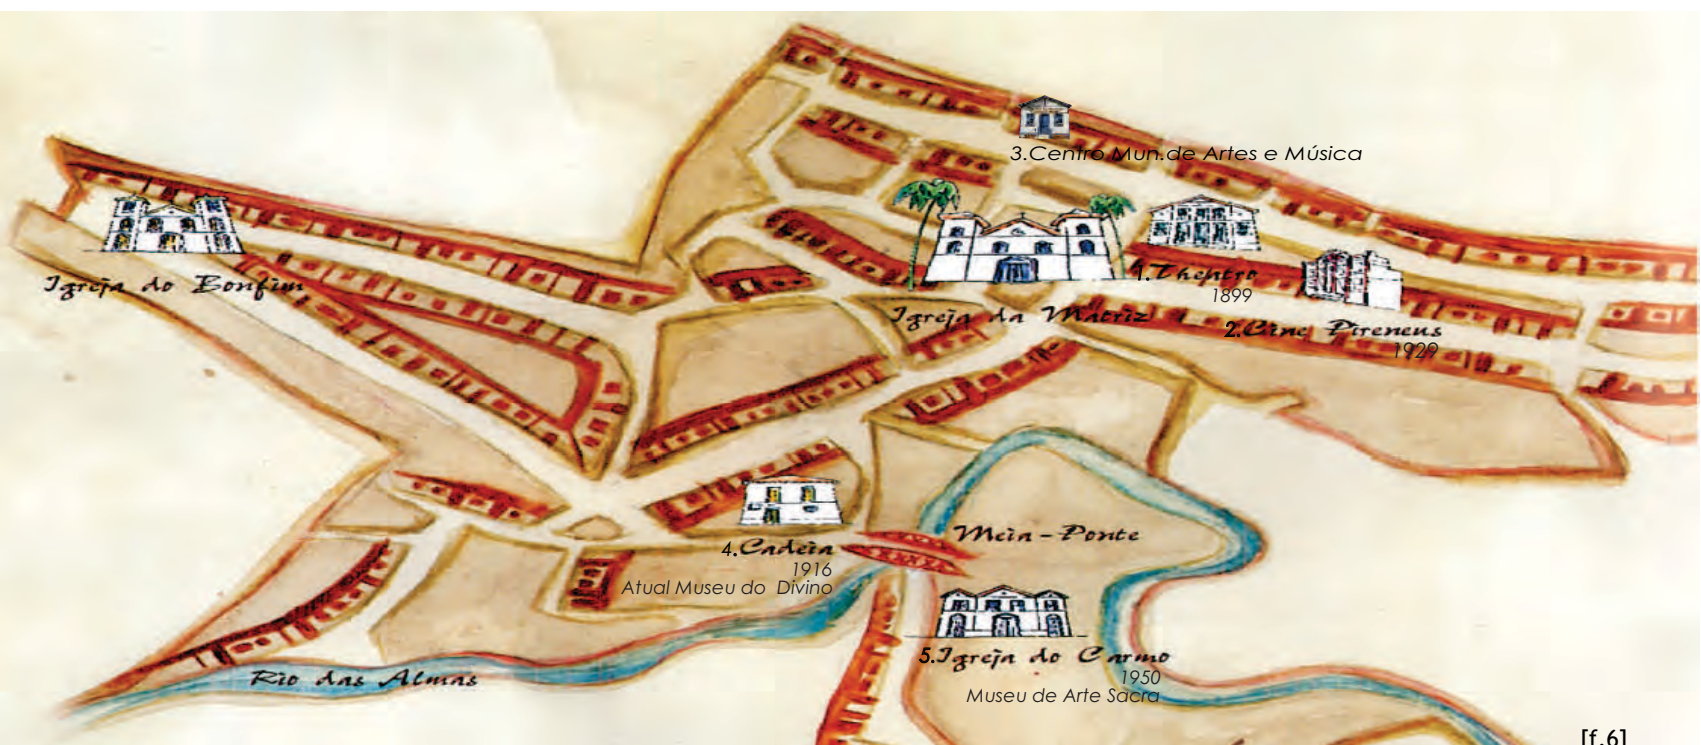 3.Centro Mun.de Artes e Música
Igreja do Bonfim
1.Theatro
1899
Igreja da Matriz
2.Cine Pireneus
1929
Meia-Ponte
4.Cadeia
1916
Atual Museu do Divino
5.Igreja do Carmo
1950
Museu de Arte Sacra
Rio das Almas
[f.6]